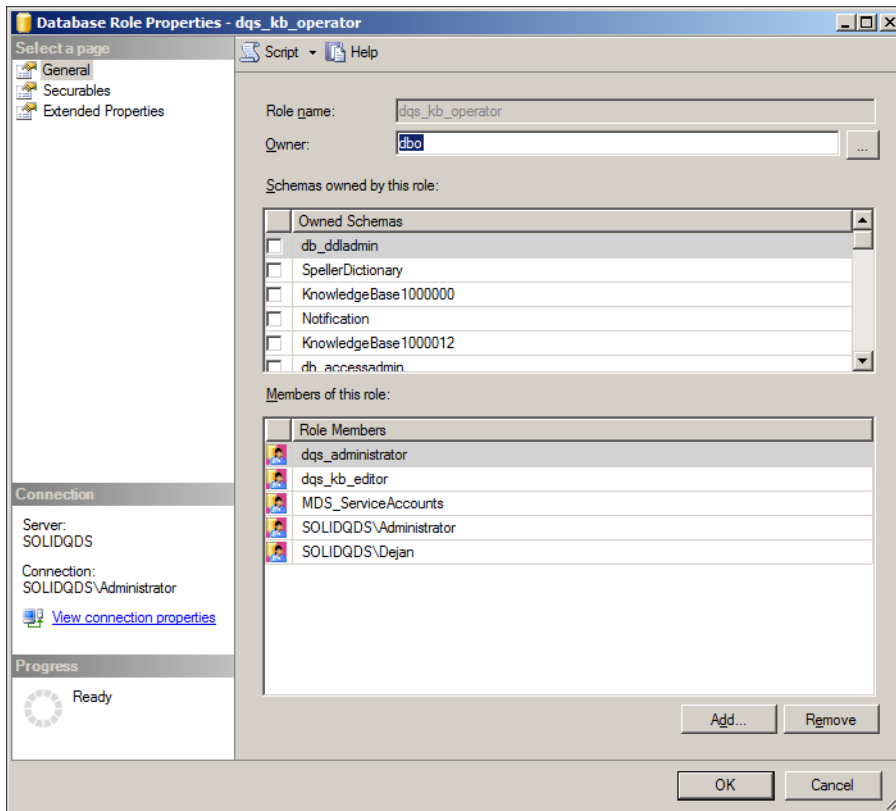 Database Role Properties - dqs_kb_operator
Select a page
General
Securables
Extended Properties
Script
Help
Role name:
dqs_kb_operator
Owner:
dbo
...
Schemas owned by this role:
Owned Schemas
db_ddladmin
SpellerDictionary
KnowledgeBase1000000
Notification
KnowledgeBase1000012
db_accessadmin
Members of this role:
Role Members
dqs_administrator
dqs_kb_editor
MDS_ServiceAccounts
SOLIDQDS\Administrator
SOLIDQDS\Dejan
Connection
Server:
SOLIDQDS
Connection:
SOLIDQDS\Administrator
View connection properties
Progress
Ready
Add...
Remove
OK
Cancel